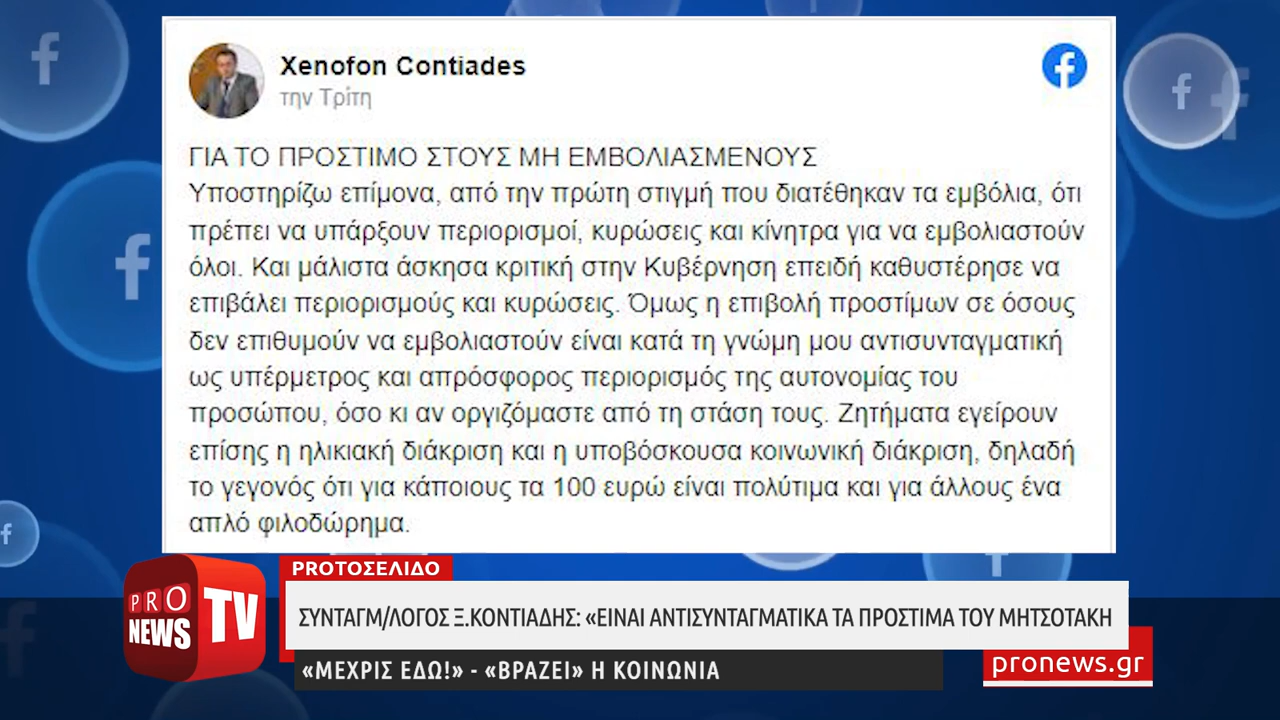 Xenofon Contiades
την Τρίτη
ΓΙΑ ΤΟ ΠΡΟΣΤΙΜΟ ΣΤΟΥΣ ΜΗ ΕΜΒΟΛΙΑΣΜΕΝΟΥΣ
Υποστηρίζω επίμονα, από την πρώτη στιγμή που διατέθηκαν τα εμβόλια, ότι
πρέπει να υπάρξουν περιορισμοί, κυρώσεις και κίνητρα για να εμβολιαστούν
όλοι. Και μάλιστα άσκησα κριτική στην Κυβέρνηση επειδή καθυστέρησε να
επιβάλει περιορισμούς και κυρώσεις. Όμως η επιβολή προστίμων σε όσους
δεν επιθυμούν να εμβολιαστούν είναι κατά τη γνώμη μου αντισυνταγματική
ως υπέρμετρος και απρόσφορος περιορισμός της αυτονομίας του
προσώπου, όσο κι αν οργιζόμαστε από τη στάση τους. Ζητήματα εγείρουν
επίσης η ηλικιακή διάκριση και η υποβόσκουσα κοινωνική διάκριση, δηλαδή
το γεγονός ότι για κάποιους τα 100 ευρώ είναι πολύτιμα και για άλλους ένα
απλό φιλοδώρημα.
PROΤΟΣΕΛΙΔΟ
PRO NEWS TV
ΣΥΝΤΑΓΜ/ΛΟΓΟΣ Ξ.ΚΟΝΤΙΑΔΗΣ: «ΕΙΝΑΙ ΑΝΤΙΣΥΝΤΑΓΜΑΤΙΚΑ ΤΑ ΠΡΟΣΤΙΜΑ ΤΟΥ ΜΗΤΣΟΤΑΚΗ
«ΜΕΧΡΙΣ ΕΔΩ!» - «ΒΡΑΖΕΙ» Η ΚΟΙΝΩΝΙΑ
pronews.gr